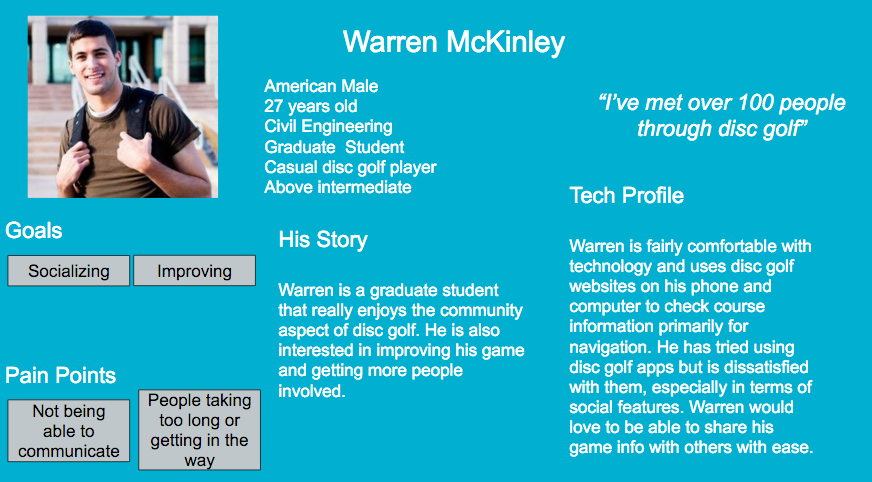 Warren McKinley
American Male
27 years old
Civil Engineering
Graduate  Student
Casual disc golf player
Above intermediate
“I’ve met over 100 people
through disc golf”
Goals
Socializing
Improving
Pain Points
Not being
able to
communicate
People taking
too long or
getting in the
way
His Story
Warren is a graduate student
that really enjoys the community
aspect of disc golf. He is also
interested in improving his game
and getting more people
involved.
Tech Profile
Warren is fairly comfortable with
technology and uses disc golf
websites on his phone and
computer to check course
information primarily for
navigation. He has tried using
disc golf apps but is dissatisfied
with them, especially in terms of
social features. Warren would
love to be able to share his
game info with others with ease.